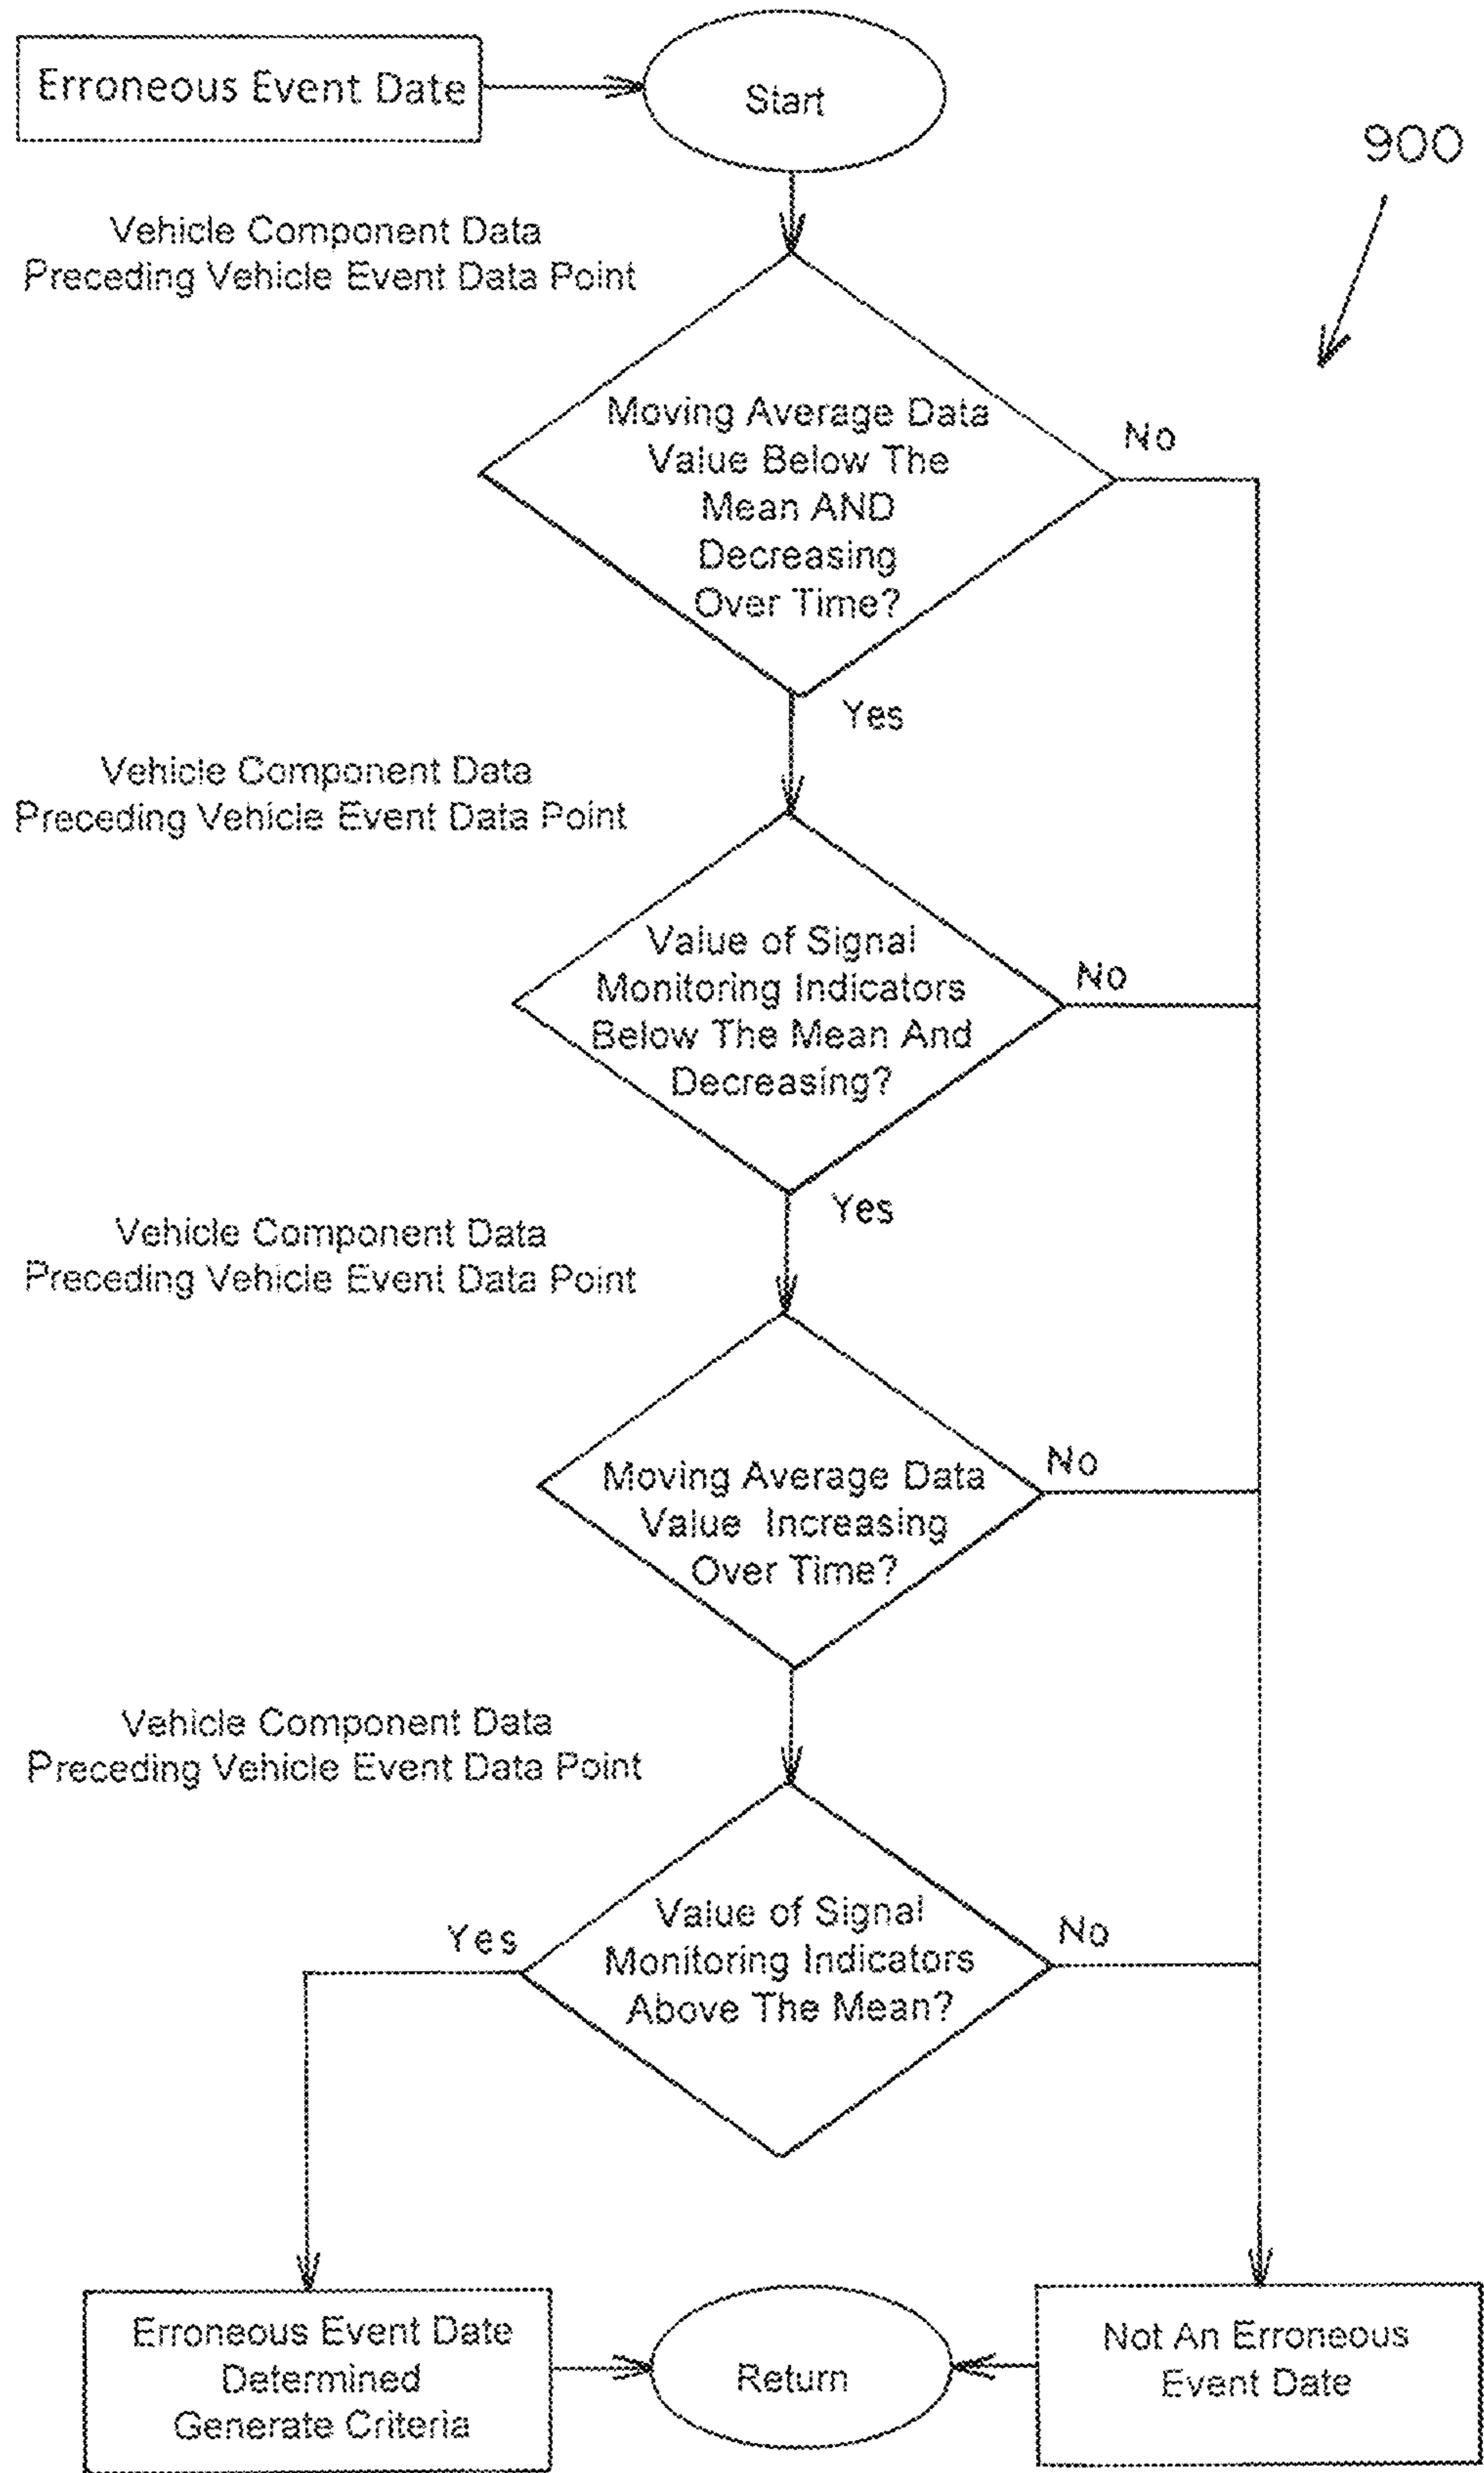 Erroneous Event Date
Start
900
Vehicle Component Data
Preceding Vehicle Event Data Point
Moving Average Data
Value Below The
Mean AND
Decreasing
Over Time?
No
Yes
Vehicle Component Data
Preceding Vehicle Event Data Point
Value of Signal
Monitoring Indicators
Below The Mean And
Decreasing?
No
Yes
Vehicle Component Data
Preceding Vehicle Event Data Point
Moving Average Data
Value Increasing
Over Time?
No
Vehicle Component Data
Preceding Vehicle Event Data Point
Value of Signal
Monitoring Indicators
Above The Mean?
Yes
No
Erroneous Event Date
Determined
Generate Criteria
Return
Not An Erroneous
Event Date